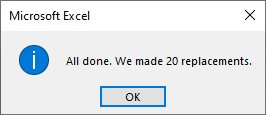 Microsoft Excel
All done. We made 20 replacements.
OK